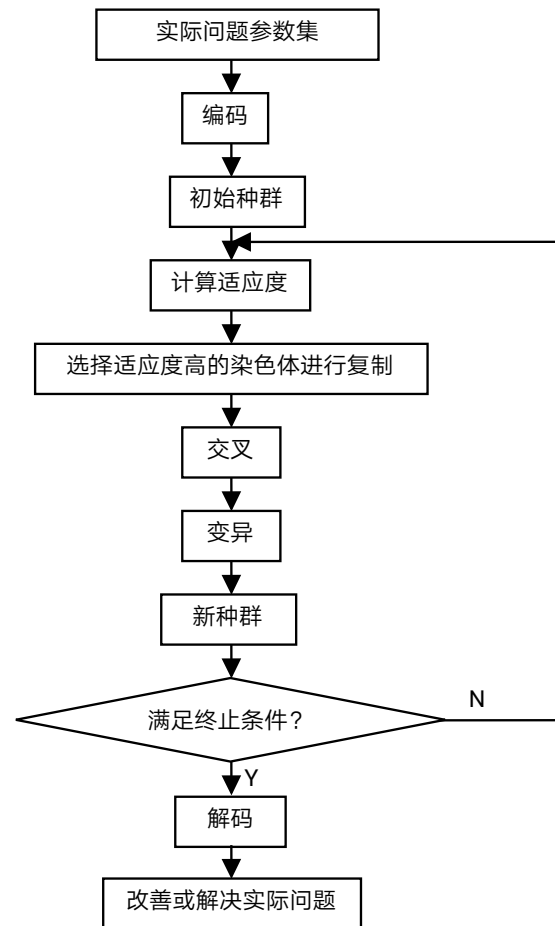 实际问题参数集
编码
初始种群
计算适应度
选择适应度高的染色体进行复制
交叉
变异
新种群
满足终止条件?
N
Y
解码
改善或解决实际问题